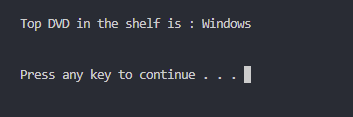 Top DVD in the shelf is : Windows
Press any key to continue . . .